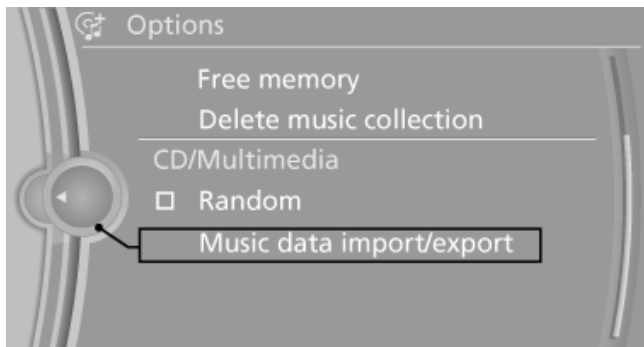 Options
Free memory
Delete music collection
CD/Multimedia
Random
Music data import/export